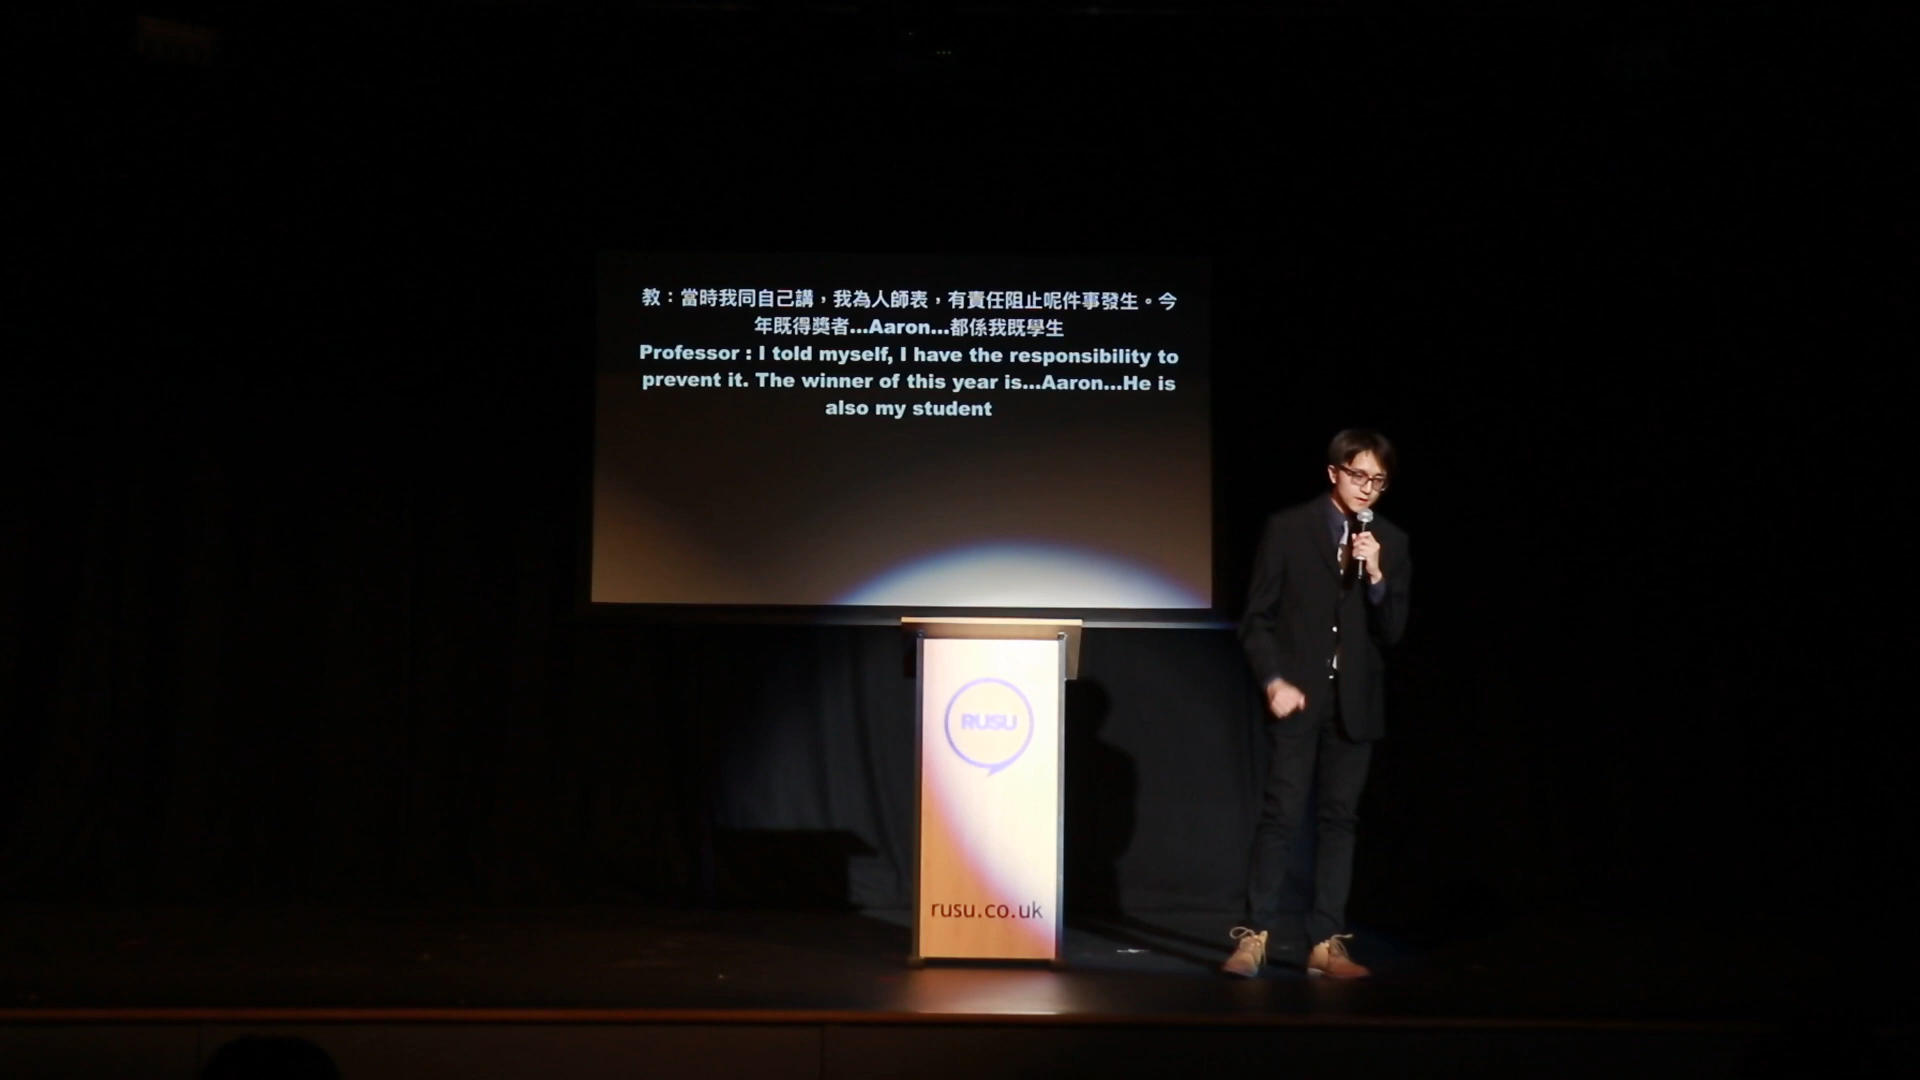 教：當時我同自己講，我為人師表，有責任阻止呢件事發生。今
年既得獎者...Aaron...都係我既學生
Professor : I told myself, I have the responsibility to
prevent it. The winner of this year is...Aaron...He is
also my student
RUSU
rusu.co.uk